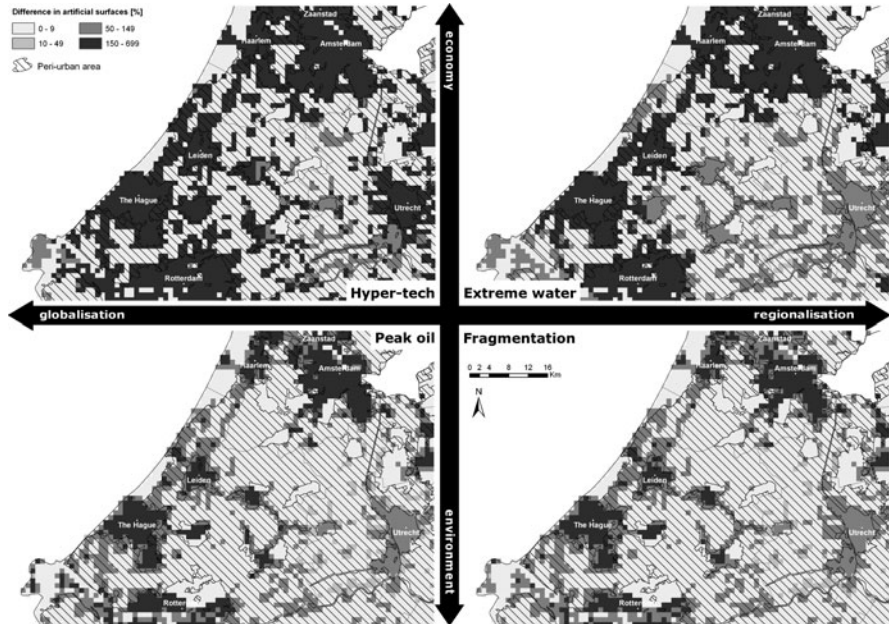 Difference in artificial surfaces [%]
0 - 9
50 - 149
10 - 49
150 - 699
Peri-urban area
Zaanstad
Haarlem
Amsterdam
Leiden
The Hague
Utrecht
Rotterdam
Hyper-tech
economy
Zaanstad
Haarlem
Amsterdam
Leiden
The Hague
Utrecht
Rotterdam
Extreme water
globalisation
regionalisation
Peak oil
Zaanstad
Haarlem
Amsterdam
Leiden
The Hague
Utrecht
environment
Fragmentation
Zaanstad
0 2 4 8 12 16
Km
N
Haarlem
Amsterdam
Leiden
The Hague
Utrecht